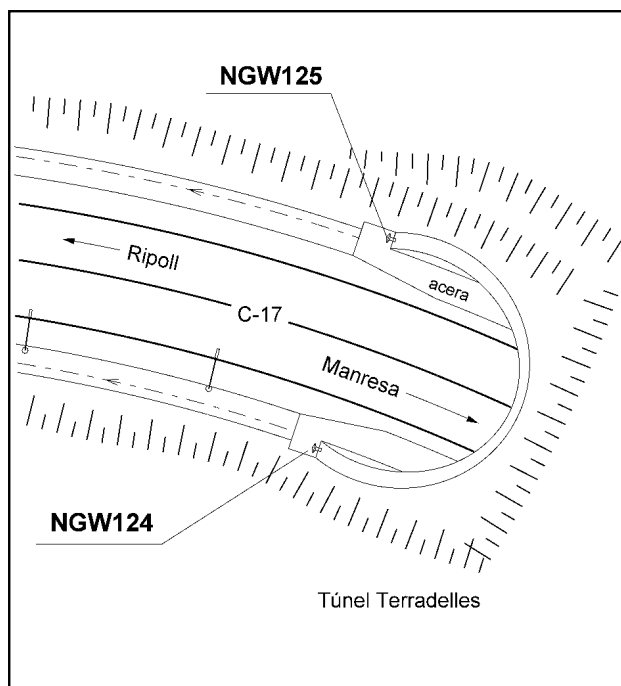 NGW125
Ripoll
acera
C-17
Manresa
NGW124
Túnel Terradelles